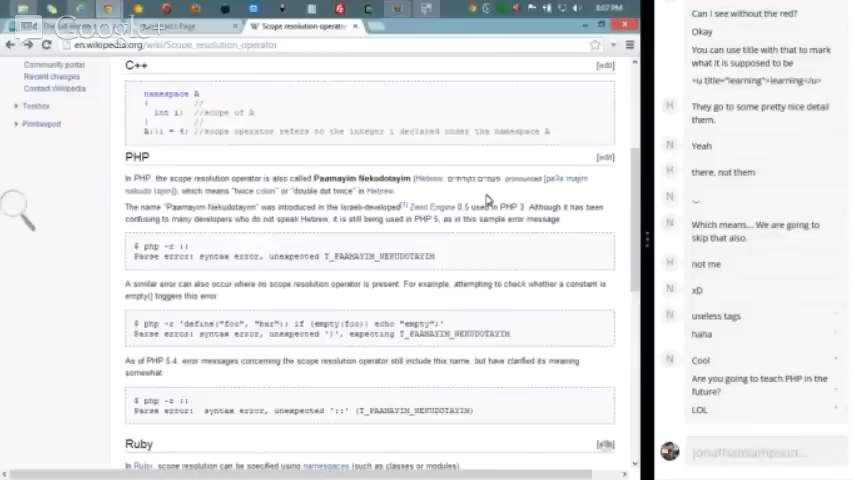 Google+
Scope resolution operato
6:07 PM
en.wikipedia.org/wiki/Scope_resolution_operator
Community portal
Recent changes
Contact Wikipedia
Toolbox
Print/export
C++
[edit]
namespace A
{ //
int i; //scope of A
} //
A::i = 4; //scope operator refers to the integer i declared under the namespace A
PHP
[edit]
In PHP, the scope resolution operator is also called Paamayim Nekudotayim (Hebrew: פעמיים נקודתיים, pronounced
which means "twice colon" or "double dot twice" in Hebrew.
The name "Paamayim Nekudotayim" was introduced in the Israeli-developed[1] Zend Engine 0.5 used in PHP 3. Although it has been
confusing to many developers who do not speak Hebrew, it is still being used in PHP 5, as in this sample error message:
$ php -r ::
Parse error: syntax error, unexpected T_PAAMAYIM_NEKUDOTAYIM
A similar error can also occur where no scope resolution operator is present. For example, attempting to check whether a constant is
empty() triggers this error:
$ php -r 'define("foo", "bar"); if (empty(foo)) echo "empty";'
Parse error: syntax error, unexpected ')', expecting T_PAAMAYIM_NEKUDOTAYIM
As of PHP 5.4, error messages concerning the scope resolution operator still include this name, but have clarified its meaning
somewhat:
$ php -r ::
Parse error: syntax error, unexpected '::' (T_PAAMAYIM_NEKUDOTAYIM)
Ruby
In Ruby, scope resolution can be specified using namespaces (such as classes or modules).
Can I see without the red?
Okay
You can use title with that to mark
what it is supposed to be
<u title="learning">learning</u>
H They go to some pretty nice detail
them.
N Yeah
H there, not them
N
N Which means... We are going to
skip that also.
H not me
N xD
N useless tags
haha
N Cool
Are you going to teach PHP in the
future?
LOL
jonathansampson...